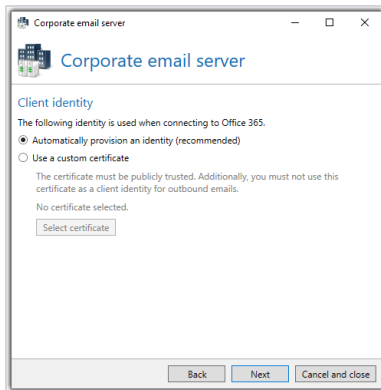 Corporate email server
Corporate email server
Client identity
The following identity is used when connecting to Office 365.
Automatically provision an identity (recommended)
Use a custom certificate
The certificate must be publicly trusted. Additionally, you must not use this
certificate as a client identity for outbound emails.
No certificate selected.
Select certificate
Back Next Cancel and close